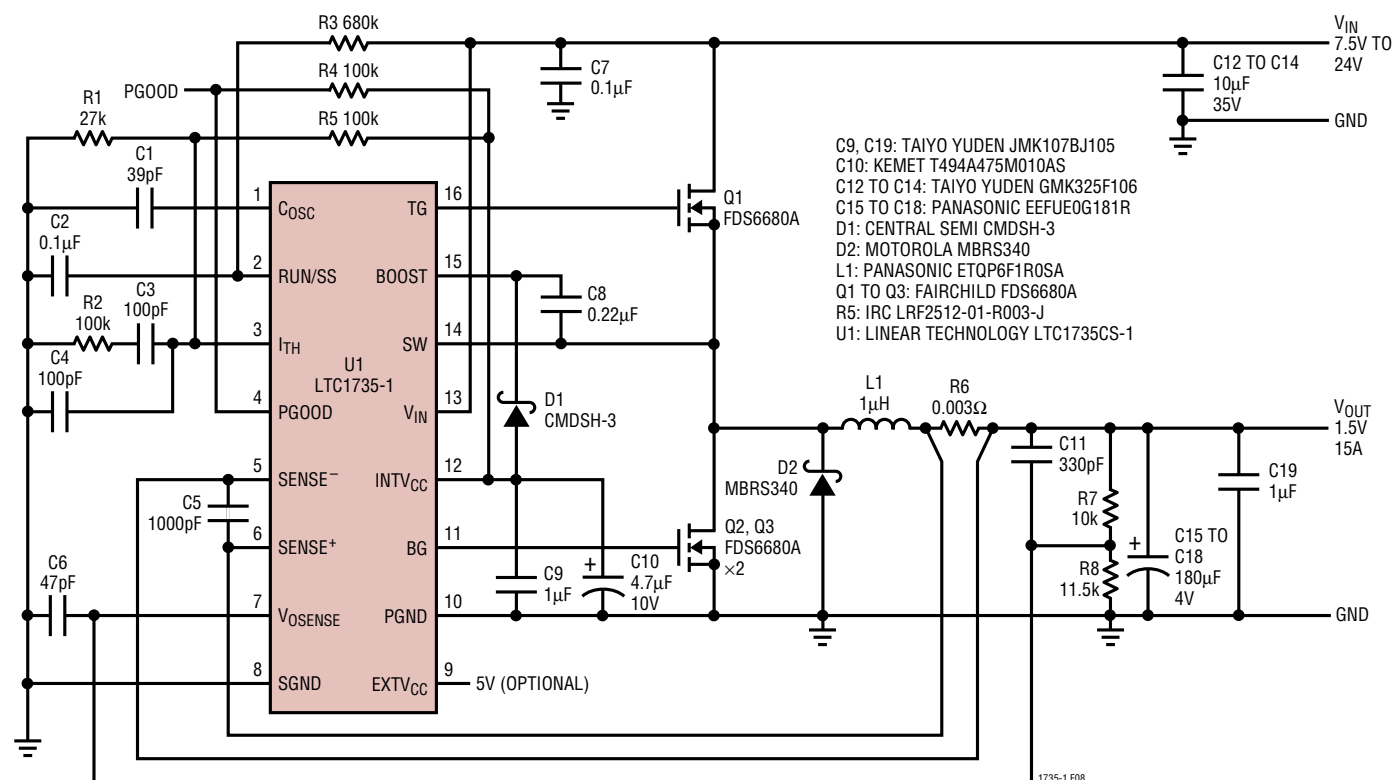 R3 680k
R4 100k
PGOOD
R5 100k
R1
27k
C7
0.1µF
C12 TO C14
10µF
35V
VIN
7.5V TO
24V
GND
C9, C19: TAIYO YUDEN JMK107BJ105
C10: KEMET T494A475M010AS
C12 TO C14: TAIYO YUDEN GMK325F106
C15 TO C18: PANASONIC EEFUE0G181R
D1: CENTRAL SEMI CMDSH-3
D2: MOTOROLA MBRS340
L1: PANASONIC ETQP6F1R0SA
Q1 TO Q3: FAIRCHILD FDS6680A
R5: IRC LRF2512-01-R003-J
U1: LINEAR TECHNOLOGY LTC1735CS-1
C1
39pF
C2
0.1µF
R2
100k
C3
100pF
C4
100pF
C5
1000pF
C6
47pF
1
COSC
2
RUN/SS
3
ITH
4
PGOOD
5
SENSE−
6
SENSE+
7
VOSENSE
8
SGND
U1
LTC1735-1
16
TG
15
BOOST
14
SW
13
VIN
12
INTVCC
11
BG
10
PGND
9
EXTVCC
5V (OPTIONAL)
Q1
FDS6680A
C8
0.22µF
D1
CMDSH-3
C9
1µF
+
C10
4.7µF
10V
Q2, Q3
FDS6680A
×2
D2
MBRS340
L1
1µH
R6
0.003Ω
C11
330pF
R7
10k
R8
11.5k
+
C15 TO
C18
180µF
4V
C19
1µF
VOUT
1.5V
15A
GND
1735-1 F08